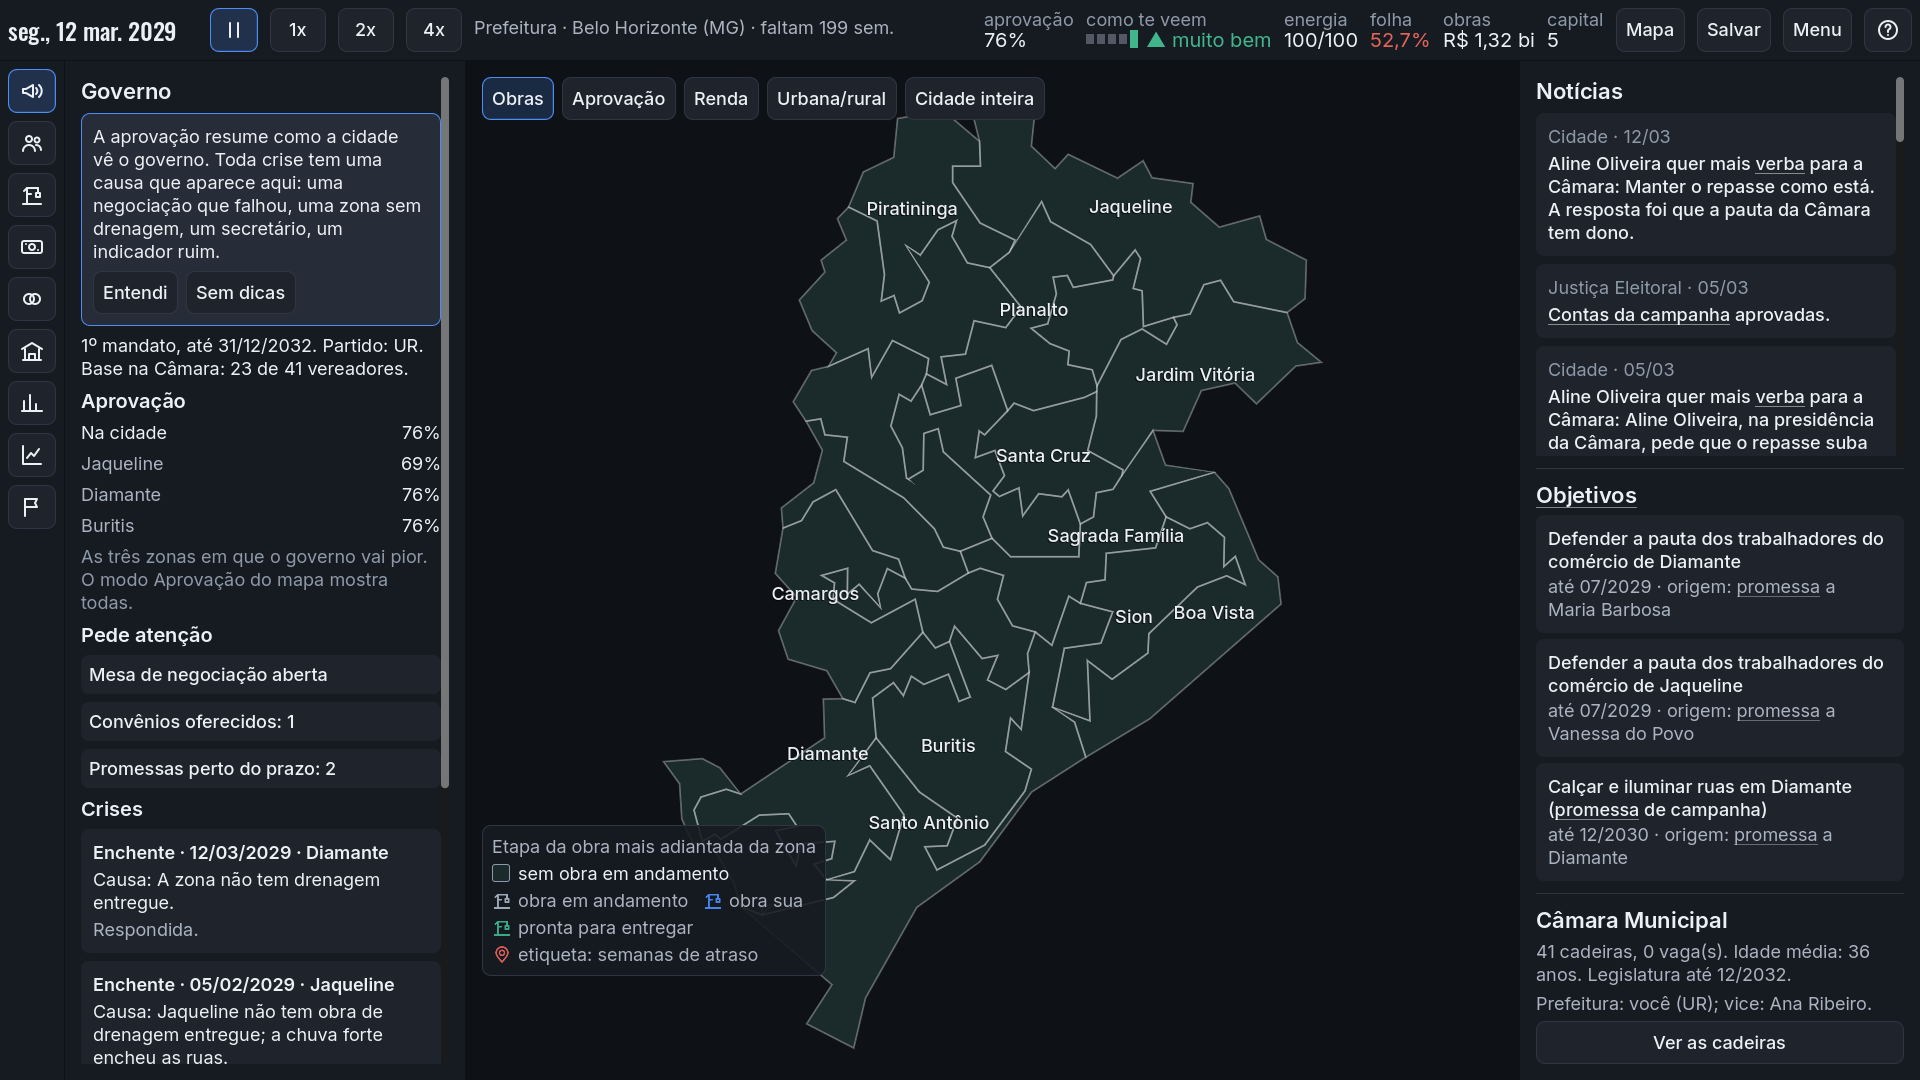 seg., 12 mar. 2029
1x
2x
4x
Prefeitura · Belo Horizonte (MG) · faltam 199 sem.
aprovação
76%
como te veem
muito bem
energia
100/100
folha
52,7%
obras
R$ 1,32 bi
capital
5
Mapa
Salvar
Menu
Governo
A aprovação resume como a cidade
vê o governo. Toda crise tem uma
causa que aparece aqui: uma
negociação que falhou, uma zona sem
drenagem, um secretário, um
indicador ruim.
Entendi
Sem dicas
1º mandato, até 31/12/2032. Partido: UR.
Base na Câmara: 23 de 41 vereadores.
Aprovação
Na cidade 76%
Jaqueline 69%
Diamante 76%
Buritis 76%
As três zonas em que o governo vai pior.
O modo Aprovação do mapa mostra
todas.
Pede atenção
Mesa de negociação aberta
Convênios oferecidos: 1
Promessas perto do prazo: 2
Crises
Enchente · 12/03/2029 · Diamante
Causa: A zona não tem drenagem
entregue.
Respondida.
Enchente · 05/02/2029 · Jaqueline
Causa: Jaqueline não tem obra de
drenagem entregue; a chuva forte
encheu as ruas.
Obras
Aprovação
Renda
Urbana/rural
Cidade inteira
Piratininga
Jaqueline
Planalto
Jardim Vitória
Santa Cruz
Sagrada Família
Camargos
Sion
Boa Vista
Buritis
Diamante
Santo Antônio
Etapa da obra mais adiantada da zona
sem obra em andamento
obra em andamento
obra sua
pronta para entregar
etiqueta: semanas de atraso
Notícias
Cidade · 12/03
Aline Oliveira quer mais verba para a
Câmara: Manter o repasse como está.
A resposta foi que a pauta da Câmara
tem dono.
Justiça Eleitoral · 05/03
Contas da campanha aprovadas.
Cidade · 05/03
Aline Oliveira quer mais verba para a
Câmara: Aline Oliveira, na presidência
da Câmara, pede que o repasse suba
Objetivos
Defender a pauta dos trabalhadores do
comércio de Diamante
até 07/2029 · origem: promessa a
Maria Barbosa
Defender a pauta dos trabalhadores do
comércio de Jaqueline
até 07/2029 · origem: promessa a
Vanessa do Povo
Calçar e iluminar ruas em Diamante
(promessa de campanha)
até 12/2030 · origem: promessa a
Diamante
Câmara Municipal
41 cadeiras, 0 vaga(s). Idade média: 36
anos. Legislatura até 12/2032.
Prefeitura: você (UR); vice: Ana Ribeiro.
Ver as cadeiras